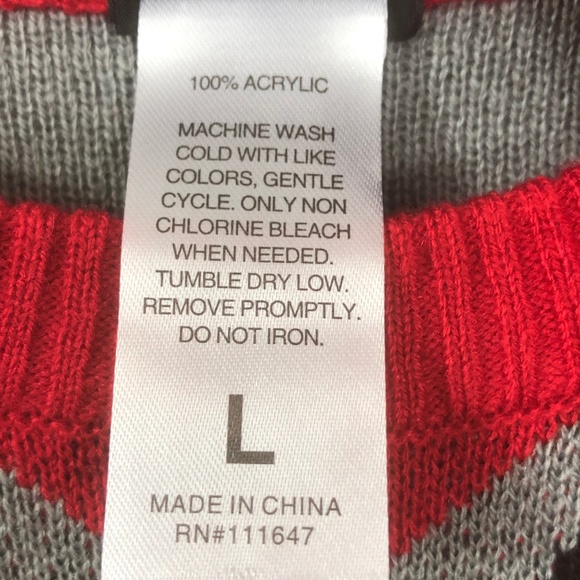 100% ACRYLIC
MACHINE WASH
COLD WITH LIKE
COLORS, GENTLE
CYCLE. ONLY NON
CHLORINE BLEACH
WHEN NEEDED.
TUMBLE DRY LOW.
REMOVE PROMPTLY.
DO NOT IRON.
L
MADE IN CHINA
RN#111647